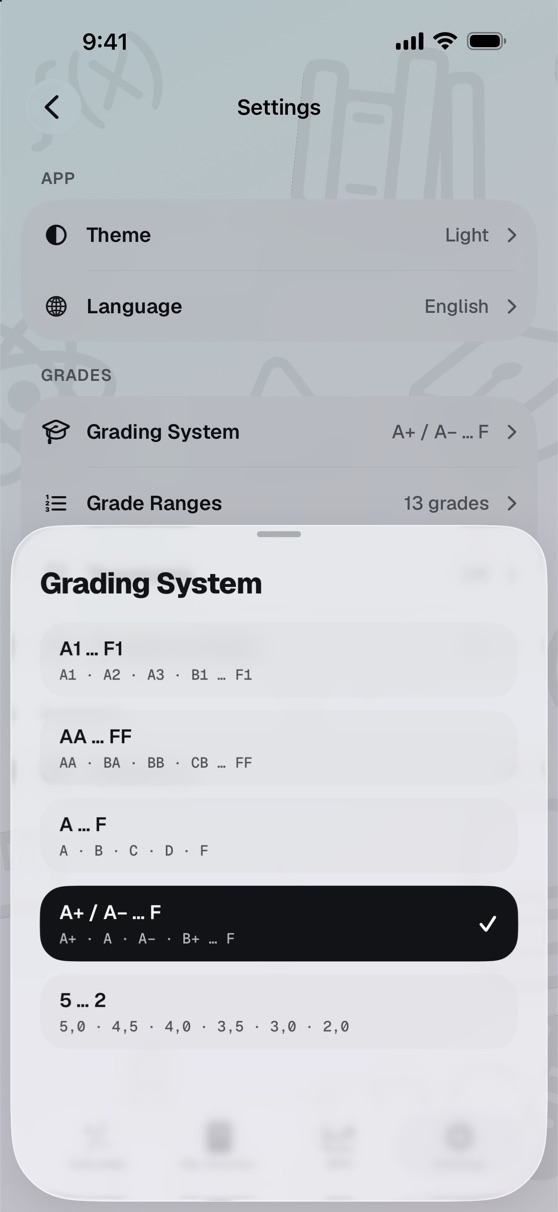 9:41
Settings
APP
Theme Light
Language English
GRADES
Grading System A+ / A− … F
Grade Ranges 13 grades
Grading System
A1 … F1
A1 · A2 · A3 · B1 … F1
AA … FF
AA · BA · BB · CB … FF
A … F
A · B · C · D · F
A+ / A− … F
A+ · A · A− · B+ … F
5 … 2
5,0 · 4,5 · 4,0 · 3,5 · 3,0 · 2,0